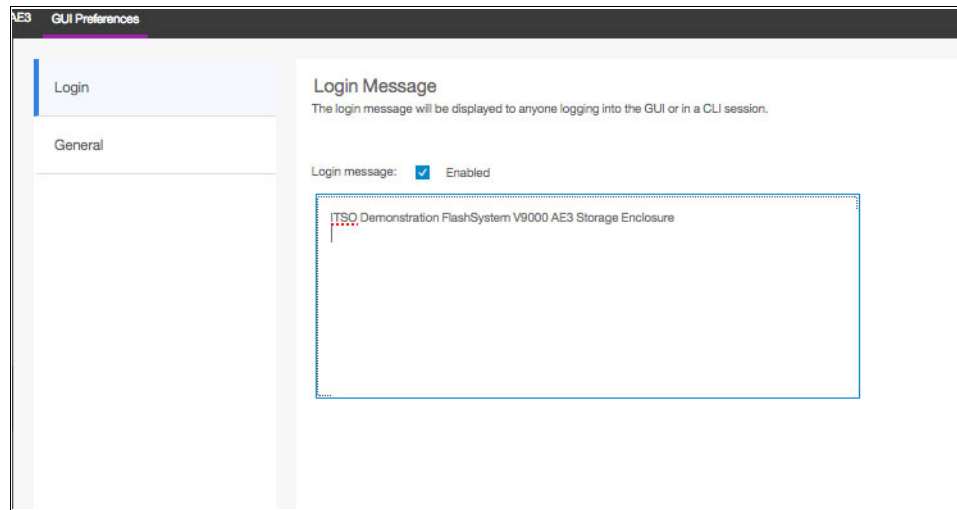 AE3 GUI Preferences
Login
General
Login Message
The login message will be displayed to anyone logging into the GUI or in a CLI session.
Login message: Enabled
ITSO Demonstration FlashSystem V9000 AE3 Storage Enclosure